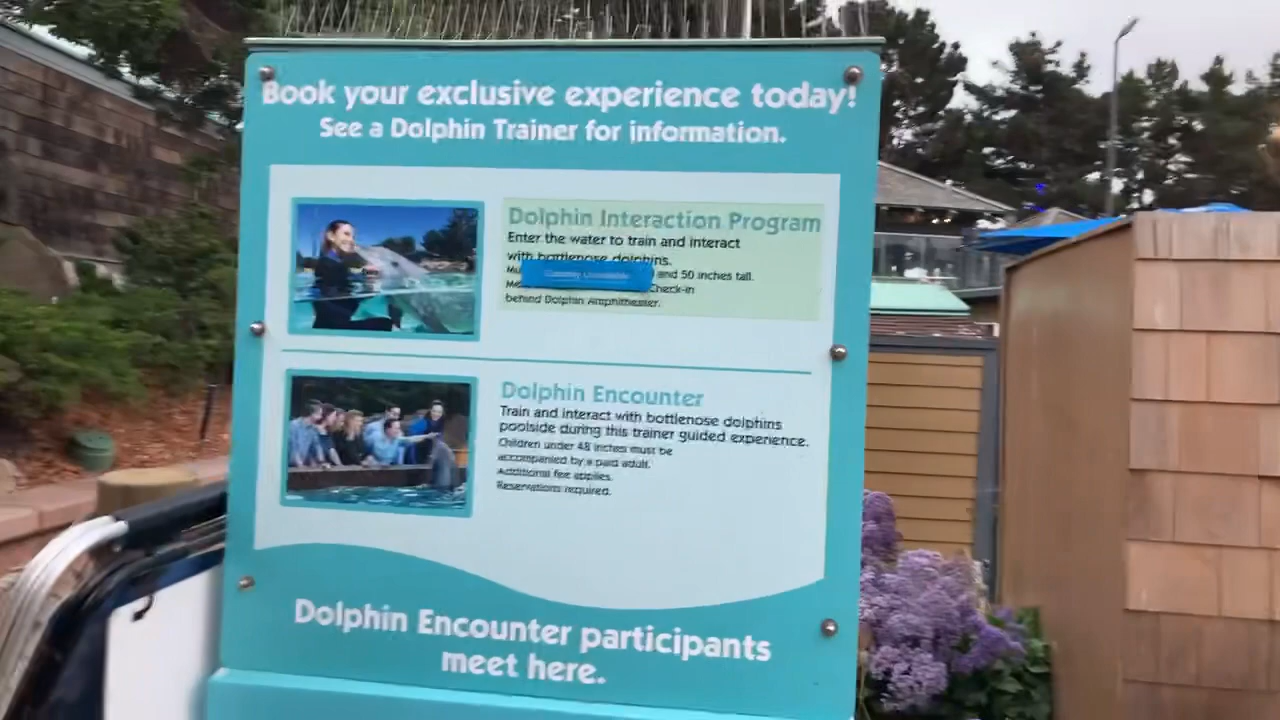 Book your exclusive experience today!
See a Dolphin Trainer for information.
Dolphin Interaction Program
Enter the water to train and interact
with bottlenose dolphins.
and 50 inches tall.
Check-in
behind Dolphin Amphitheater.
Dolphin Encounter
Train and interact with bottlenose dolphins
poolside during this trainer guided experience.
Children under 48 inches must be
accompanied by a paid adult.
Additional fee applies.
Reservations required.
Dolphin Encounter participants
meet here.